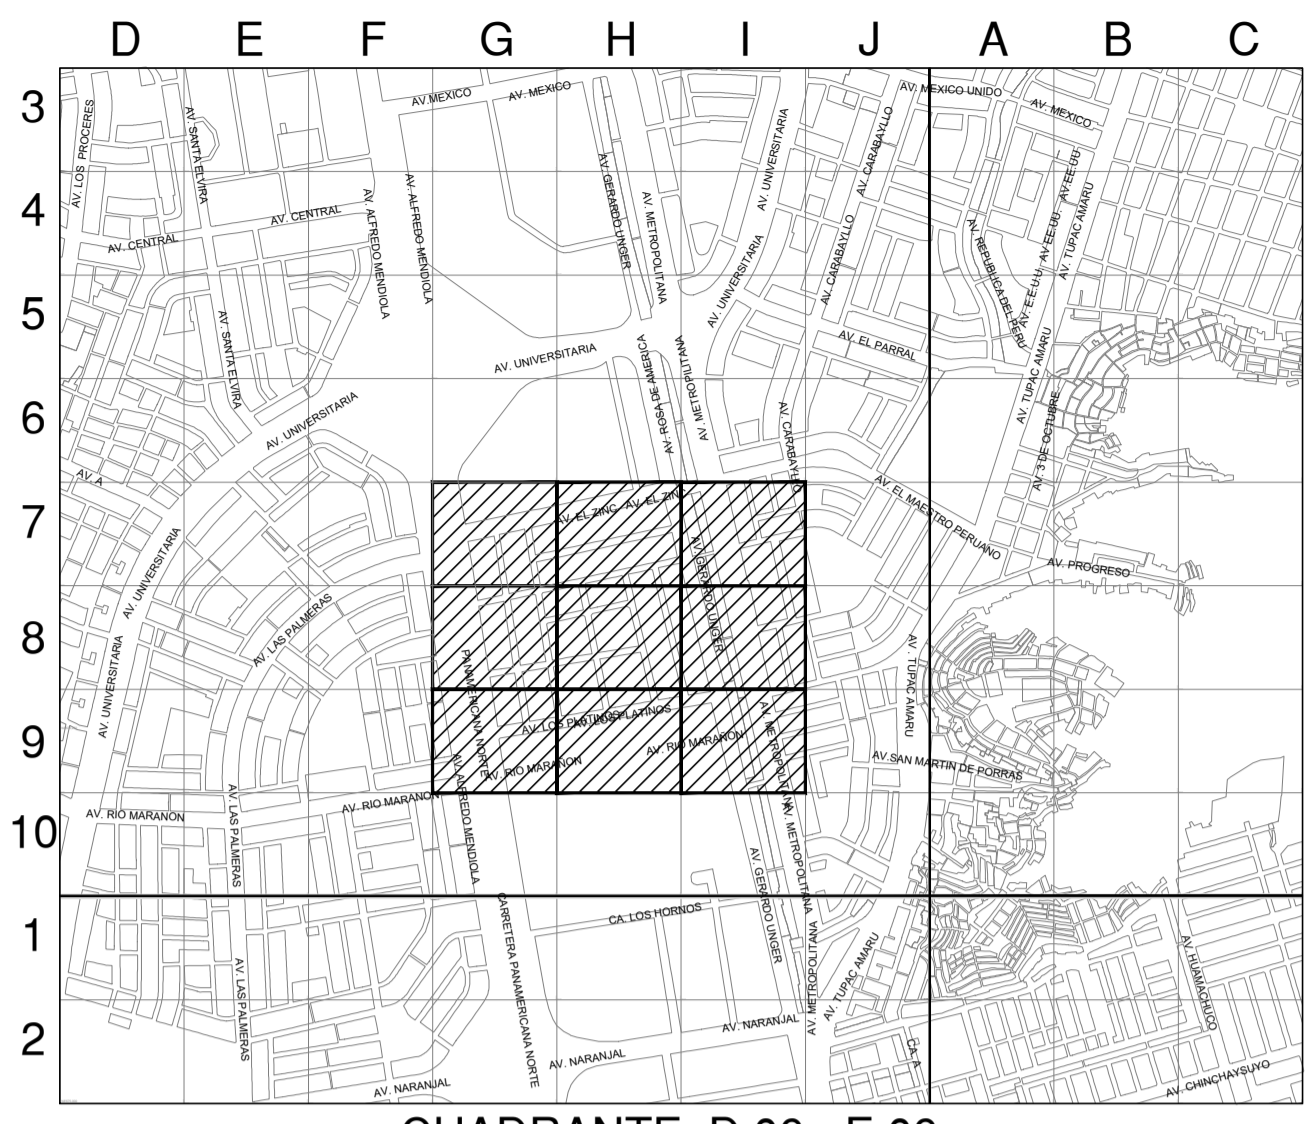 D E F G H I J A B C
3
AV. LOS PROCERES
AV. SANTA ELVIRA
AV.MEXICO
AV. MEXICO
AV. GERARDO UNGER
AV. UNIVERSITARIA
AV. CARABAYLLO
AV. MEXICO UNIDO
AV. MEXICO
4
AV. CENTRAL
AV. CENTRAL
AV. ALFREDO MENDIOLA
AV. ALFREDO MENDIOLA
AV. METROPOLITANA
AV. UNIVERSITARIA
AV. CARABAYLLO
AV. REPUBLICA DEL PERU
AV.EE.UU
AV EE.UU.
AV. E.E.U.U.
AV. TUPAC AMARU
5
AV. SANTA ELVIRA
AV. UNIVERSITARIA
AV. ROSA DE AMERICA
AV. METROPILITANA
AV. EL PARRAL
AV. TUPAC AMARU
6
AV. UNIVERSITARIA
AV. A
AV. CARABAYLLO
AV. 3 DE OCTUBRE
7
AV. UNIVERSITARIA
AV. EL ZINC
AV. EL ZINC
AV. GERARDO UNGER
AV. EL MAESTRO PERUANO
AV. PROGRESO
8
AV. UNIVERSITARIA
AV. LAS PALMERAS
PANAMERICANA NORTE
AV. TUPAC AMARU
9
AV. LOS PLATINOS
AV. LOS PLATINOS
AV. RIO MARAÑON
AV. RIO MARAÑON
AV. METROPOLITANA
AV. ALFREDO MENDIOLA
AV.SAN MARTIN DE PORRAS
10
AV. RIO MARAÑON
AV. LAS PALMERAS
AV. RIO MARAÑON
AV. METROPOLITANA
AV. GERARDO UNGER
1
CARRETERA PANAMERICANA NORTE
CA. LOS HORNOS
AV. LAS PALMERAS
AV. METROPOLITANA
AV. TUPAC AMARU
AV. HUAMACHUCO
2
AV. NARANJAL
AV. NARANJAL
AV. NARANJAL
CA. A
AV. CHINCHAYSUYO